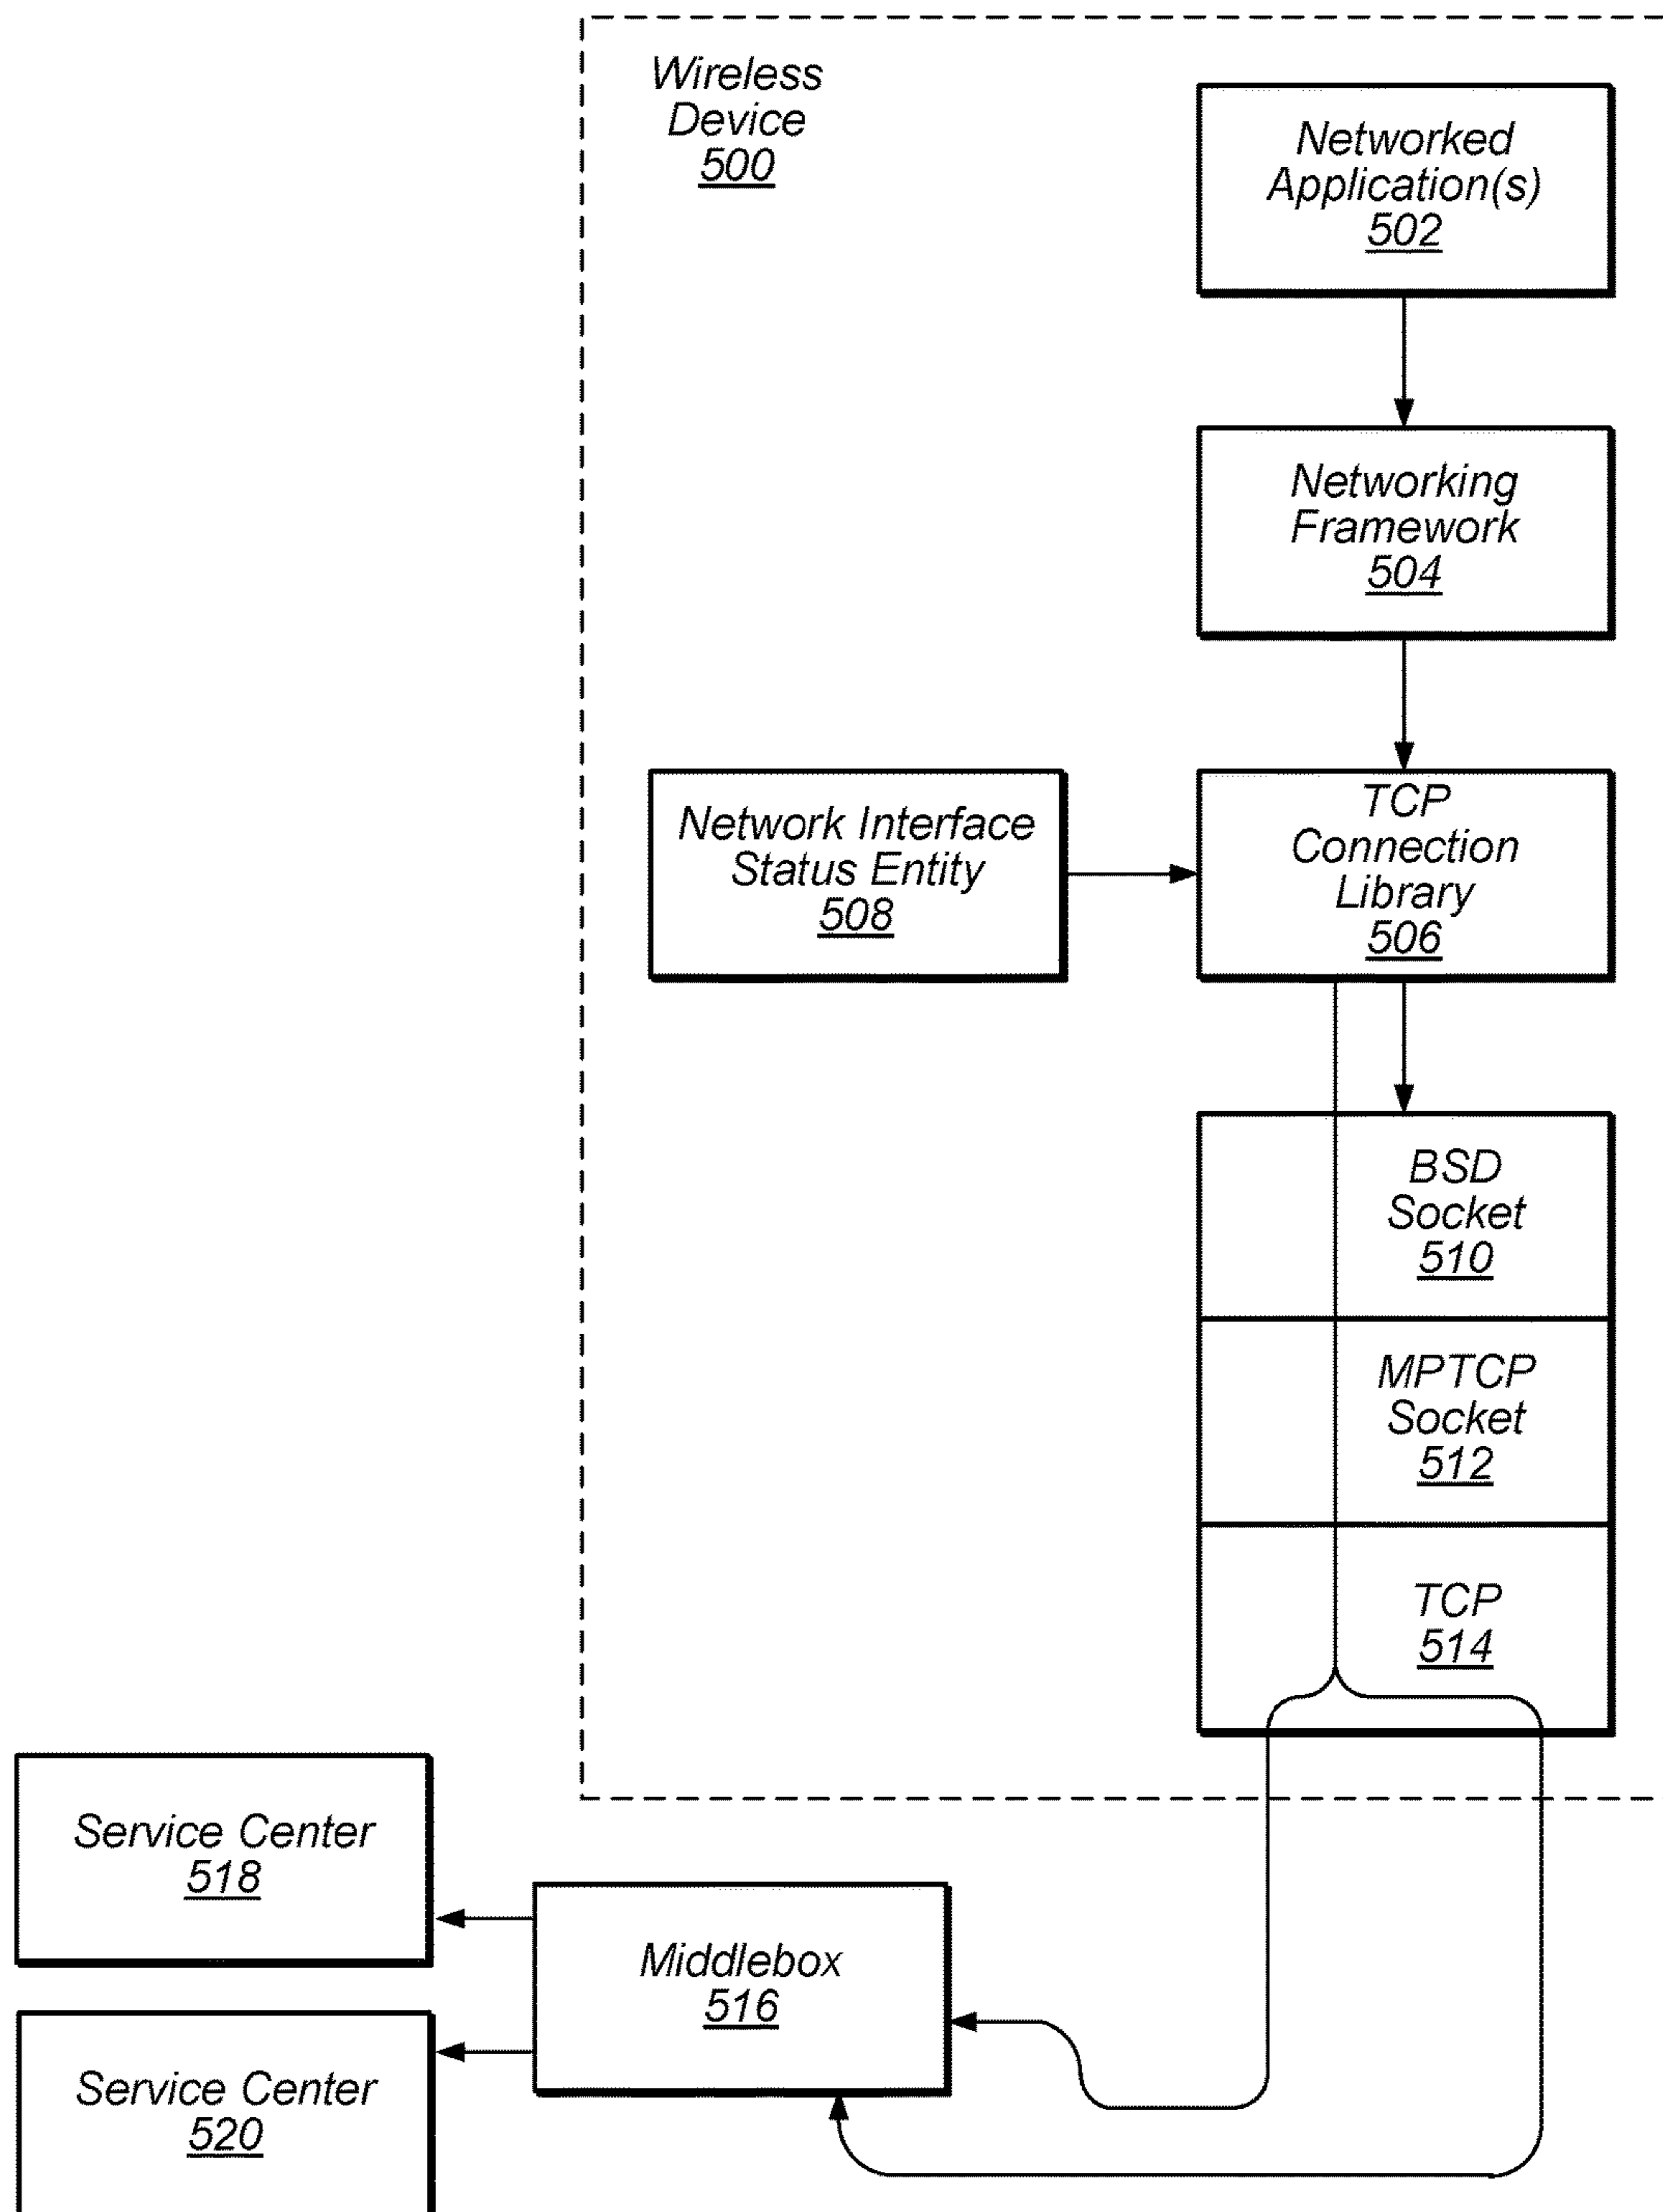 Wireless
Device
500
Networked
Application(s)
502
Networking
Framework
504
Network Interface
Status Entity
508
TCP
Connection
Library
506
BSD
Socket
510
MPTCP
Socket
512
TCP
514
Service Center
518
Middlebox
516
Service Center
520